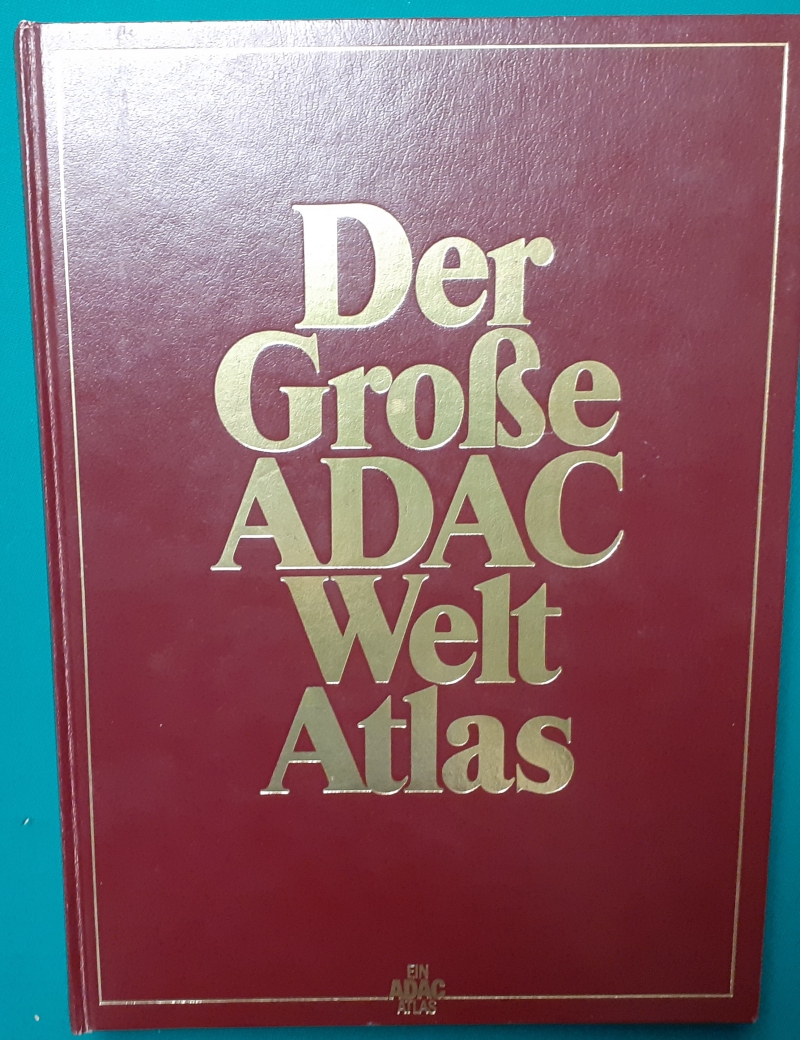 Der
Große
ADAC
Welt
Atlas
EIN
ADAC
ATLAS